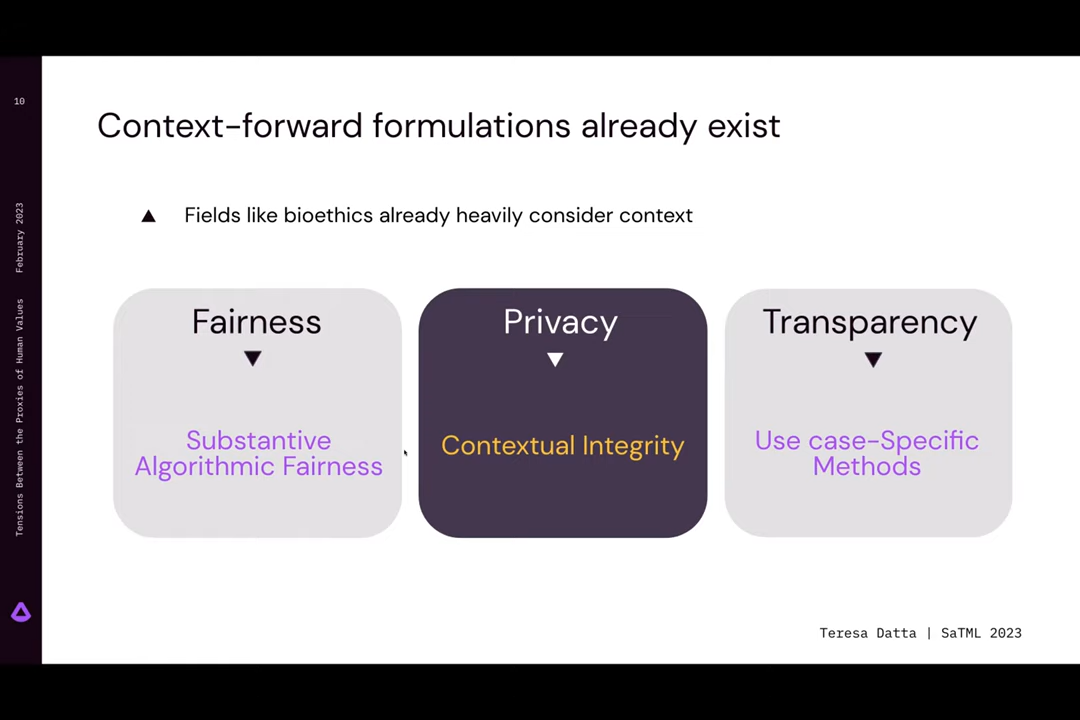 10
February 2023
Tensions Between the Proxies of Human Values
Context-forward formulations already exist
Fields like bioethics already heavily consider context
Fairness
Substantive
Algorithmic Fairness
Privacy
Contextual Integrity
Transparency
Use case-Specific
Methods
Teresa Datta | SaTML 2023